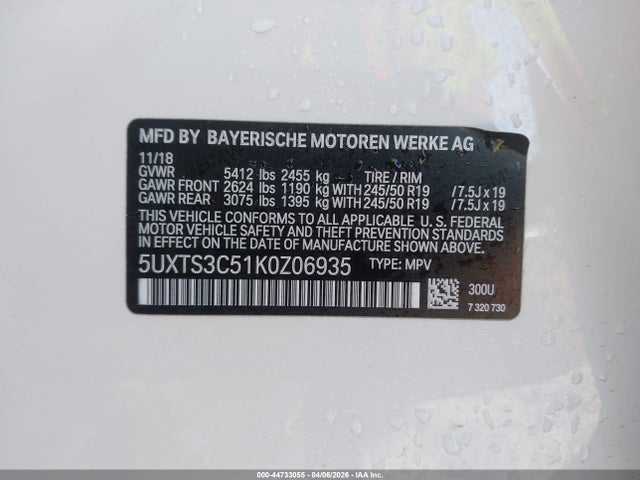 MFD BY BAYERISCHE MOTOREN WERKE AG
11/18
GVWR 5412 lbs 2455 kg TIRE / RIM
GAWR FRONT 2624 lbs 1190 kg WITH 245/50 R19 /7.5J x 19
GAWR REAR 3075 lbs 1395 kg WITH 245/50 R19 /7.5J x 19
THIS VEHICLE CONFORMS TO ALL APPLICABLE U. S. FEDERAL
MOTOR VEHICLE SAFETY AND THEFT PREVENTION STANDARDS
IN EFFECT ON THE DATE OF MANUFACTURE SHOWN ABOVE.
5UXTS3C51K0Z06935 TYPE: MPV
300U
7 320 730
000-44733055 - 04/06/2026 - IAA Inc.